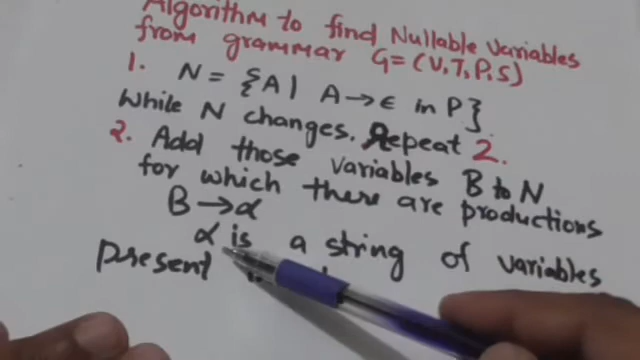 Algorithm to find Nullable Variables
from grammar G=(V,T,P,S)
1. N = {A | A→ε in P}
While N changes. Repeat 2.
2. Add those variables B to N
for which there are productions
B→α
α is a string of variables
present